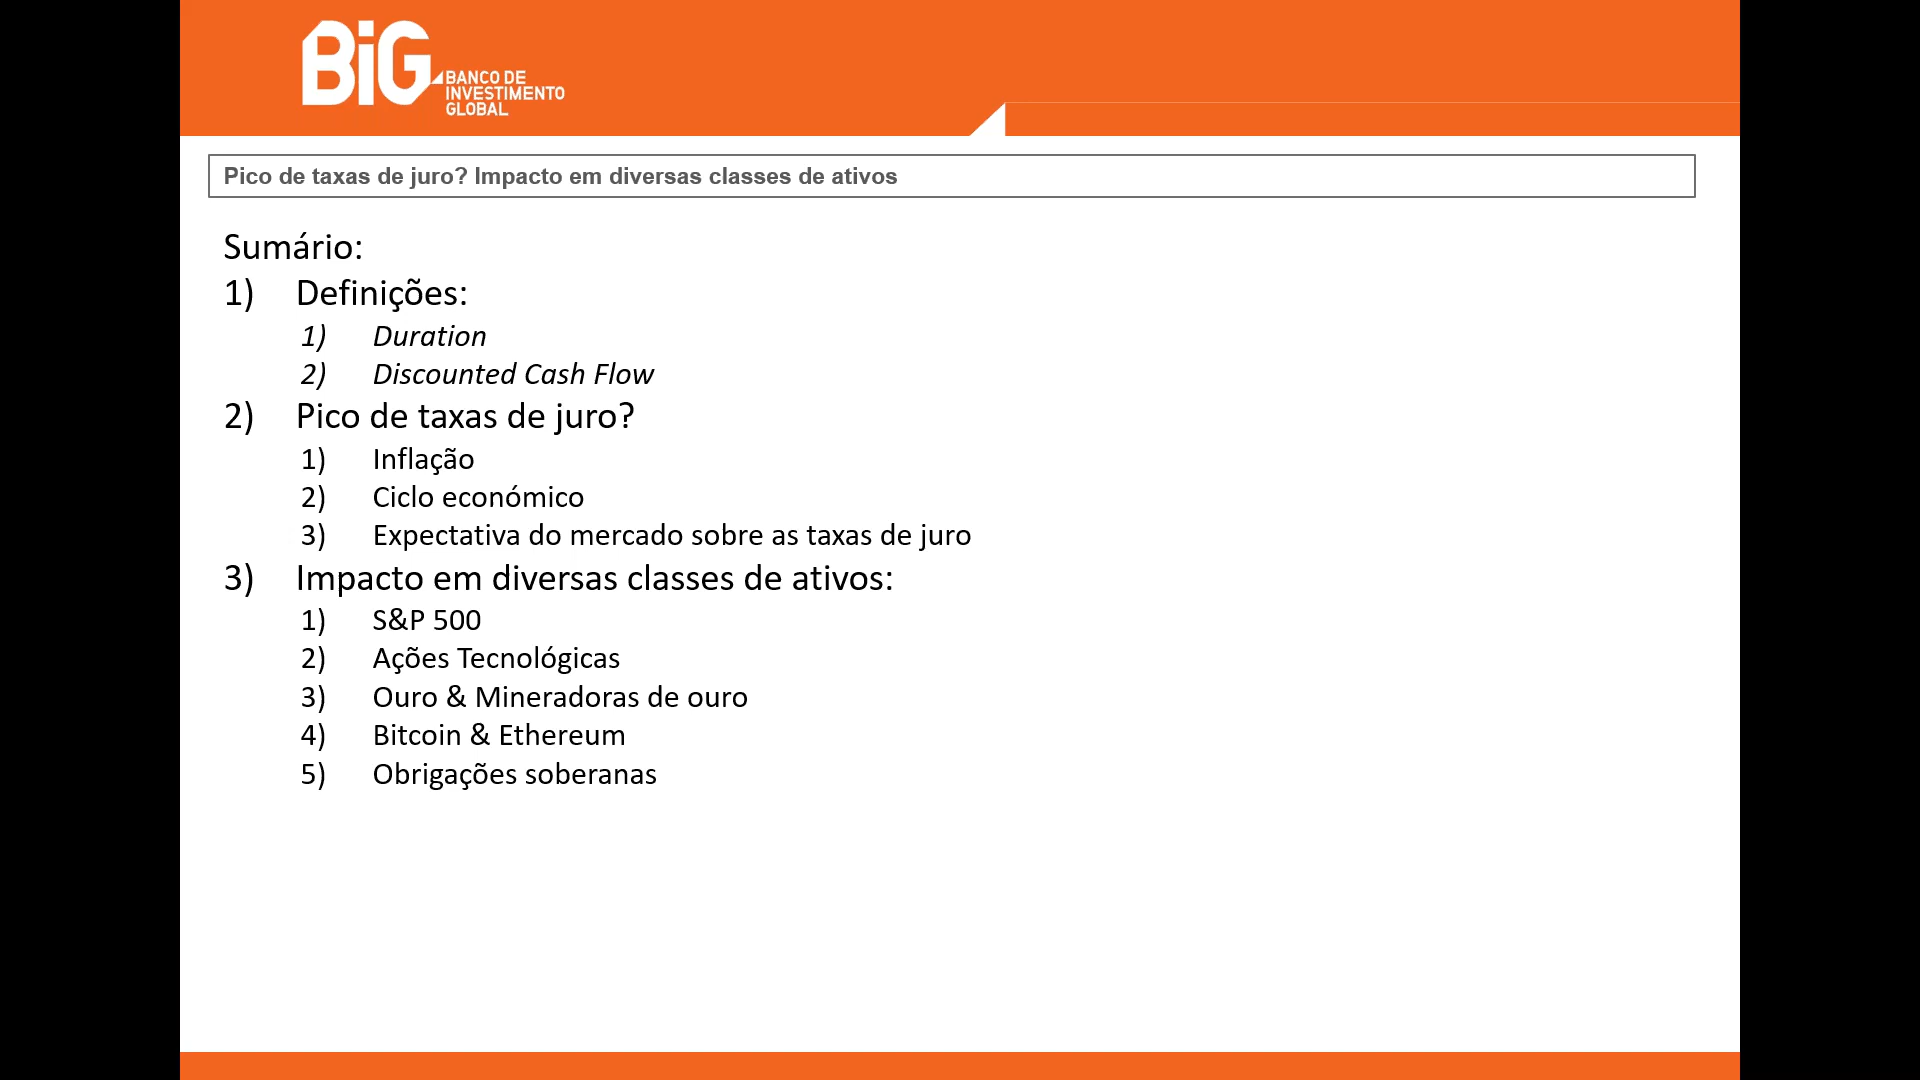 BiG
BANCO DE
INVESTIMENTO
GLOBAL
Pico de taxas de juro? Impacto em diversas classes de ativos
Sumário:
1) Definições:
1) Duration
2) Discounted Cash Flow
2) Pico de taxas de juro?
1) Inflação
2) Ciclo económico
3) Expectativa do mercado sobre as taxas de juro
3) Impacto em diversas classes de ativos:
1) S&P 500
2) Ações Tecnológicas
3) Ouro & Mineradoras de ouro
4) Bitcoin & Ethereum
5) Obrigações soberanas